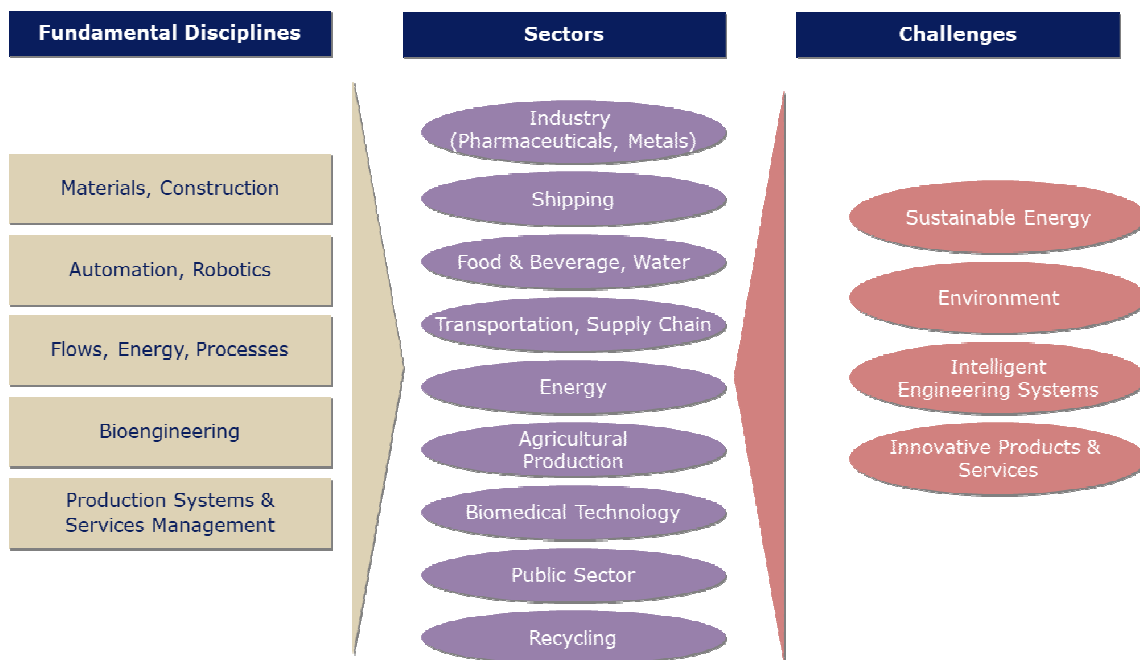 Fundamental Disciplines
Materials, Construction
Automation, Robotics
Flows, Energy, Processes
Bioengineering
Production Systems &
Services Management
Sectors
Industry
(Pharmaceuticals, Metals)
Shipping
Food & Beverage, Water
Transportation, Supply Chain
Energy
Agricultural
Production
Biomedical Technology
Public Sector
Recycling
Challenges
Sustainable Energy
Environment
Intelligent
Engineering Systems
Innovative Products &
Services